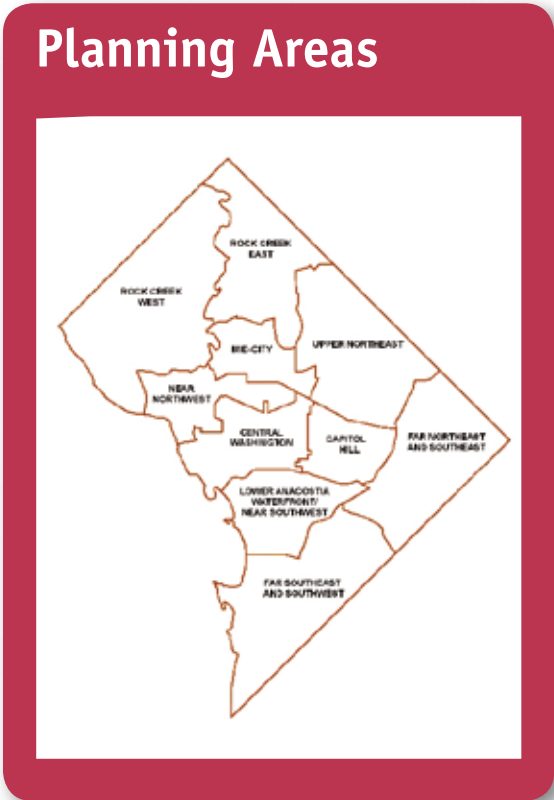 Planning Areas
ROCK CREEK
EAST
ROCK CREEK
WEST
MID-CITY
UPPER NORTHEAST
NEAR
NORTHWEST
CENTRAL
WASHINGTON
CAPITOL
HILL
FAR NORTHEAST
AND SOUTHEAST
LOWER ANACOSTIA
WATERFRONT/
NEAR SOUTHWEST
FAR SOUTHEAST
AND SOUTHWEST